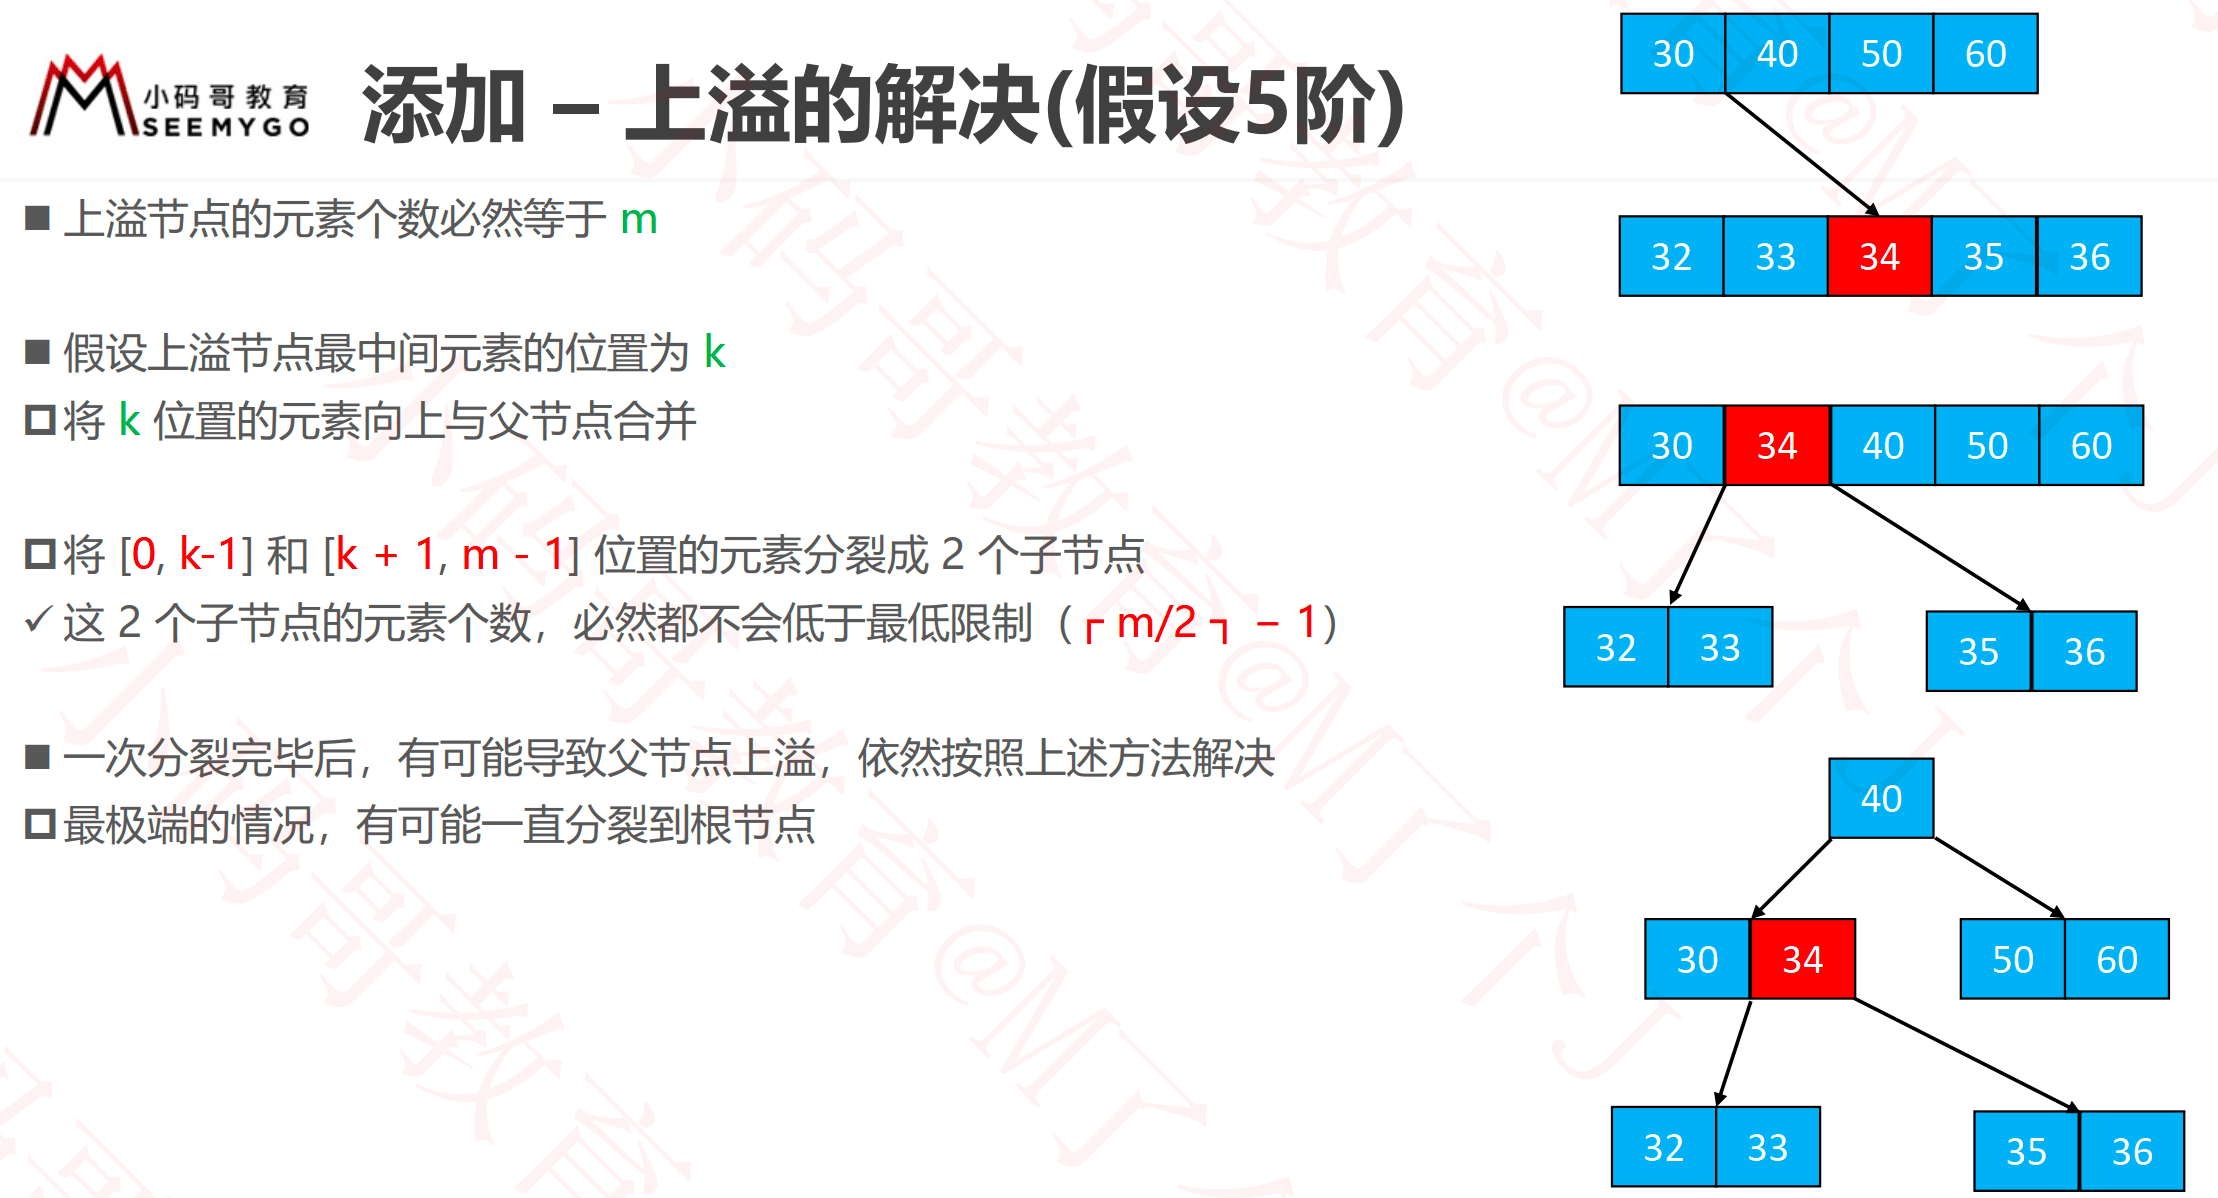 小码哥教育
SEEMYGO
添加 – 上溢的解决(假设5阶)
■ 上溢节点的元素个数必然等于 m
■ 假设上溢节点最中间元素的位置为 k
将 k 位置的元素向上与父节点合并
将 [0, k-1] 和 [k + 1, m - 1] 位置的元素分裂成 2 个子节点
✓ 这 2 个子节点的元素个数，必然都不会低于最低限制（┌ m/2 ┐ − 1）
■ 一次分裂完毕后，有可能导致父节点上溢，依然按照上述方法解决
最极端的情况，有可能一直分裂到根节点
30 40 50 60
32 33 34 35 36
30 34 40 50 60
32 33 35 36
40
30 34 50 60
32 33 35 36
小码哥教育@M了个J